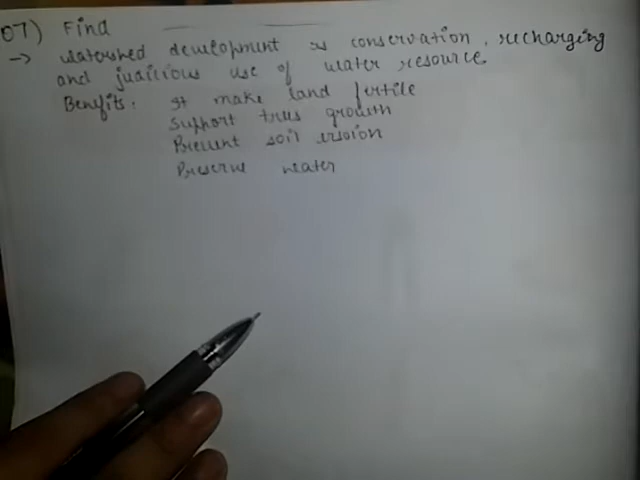 07) Find
→ watershed development is conservation, recharging
and judicious use of water resource.
Benefits: It make land fertile
Support trees growth
Prevent soil erosion
Preserve water